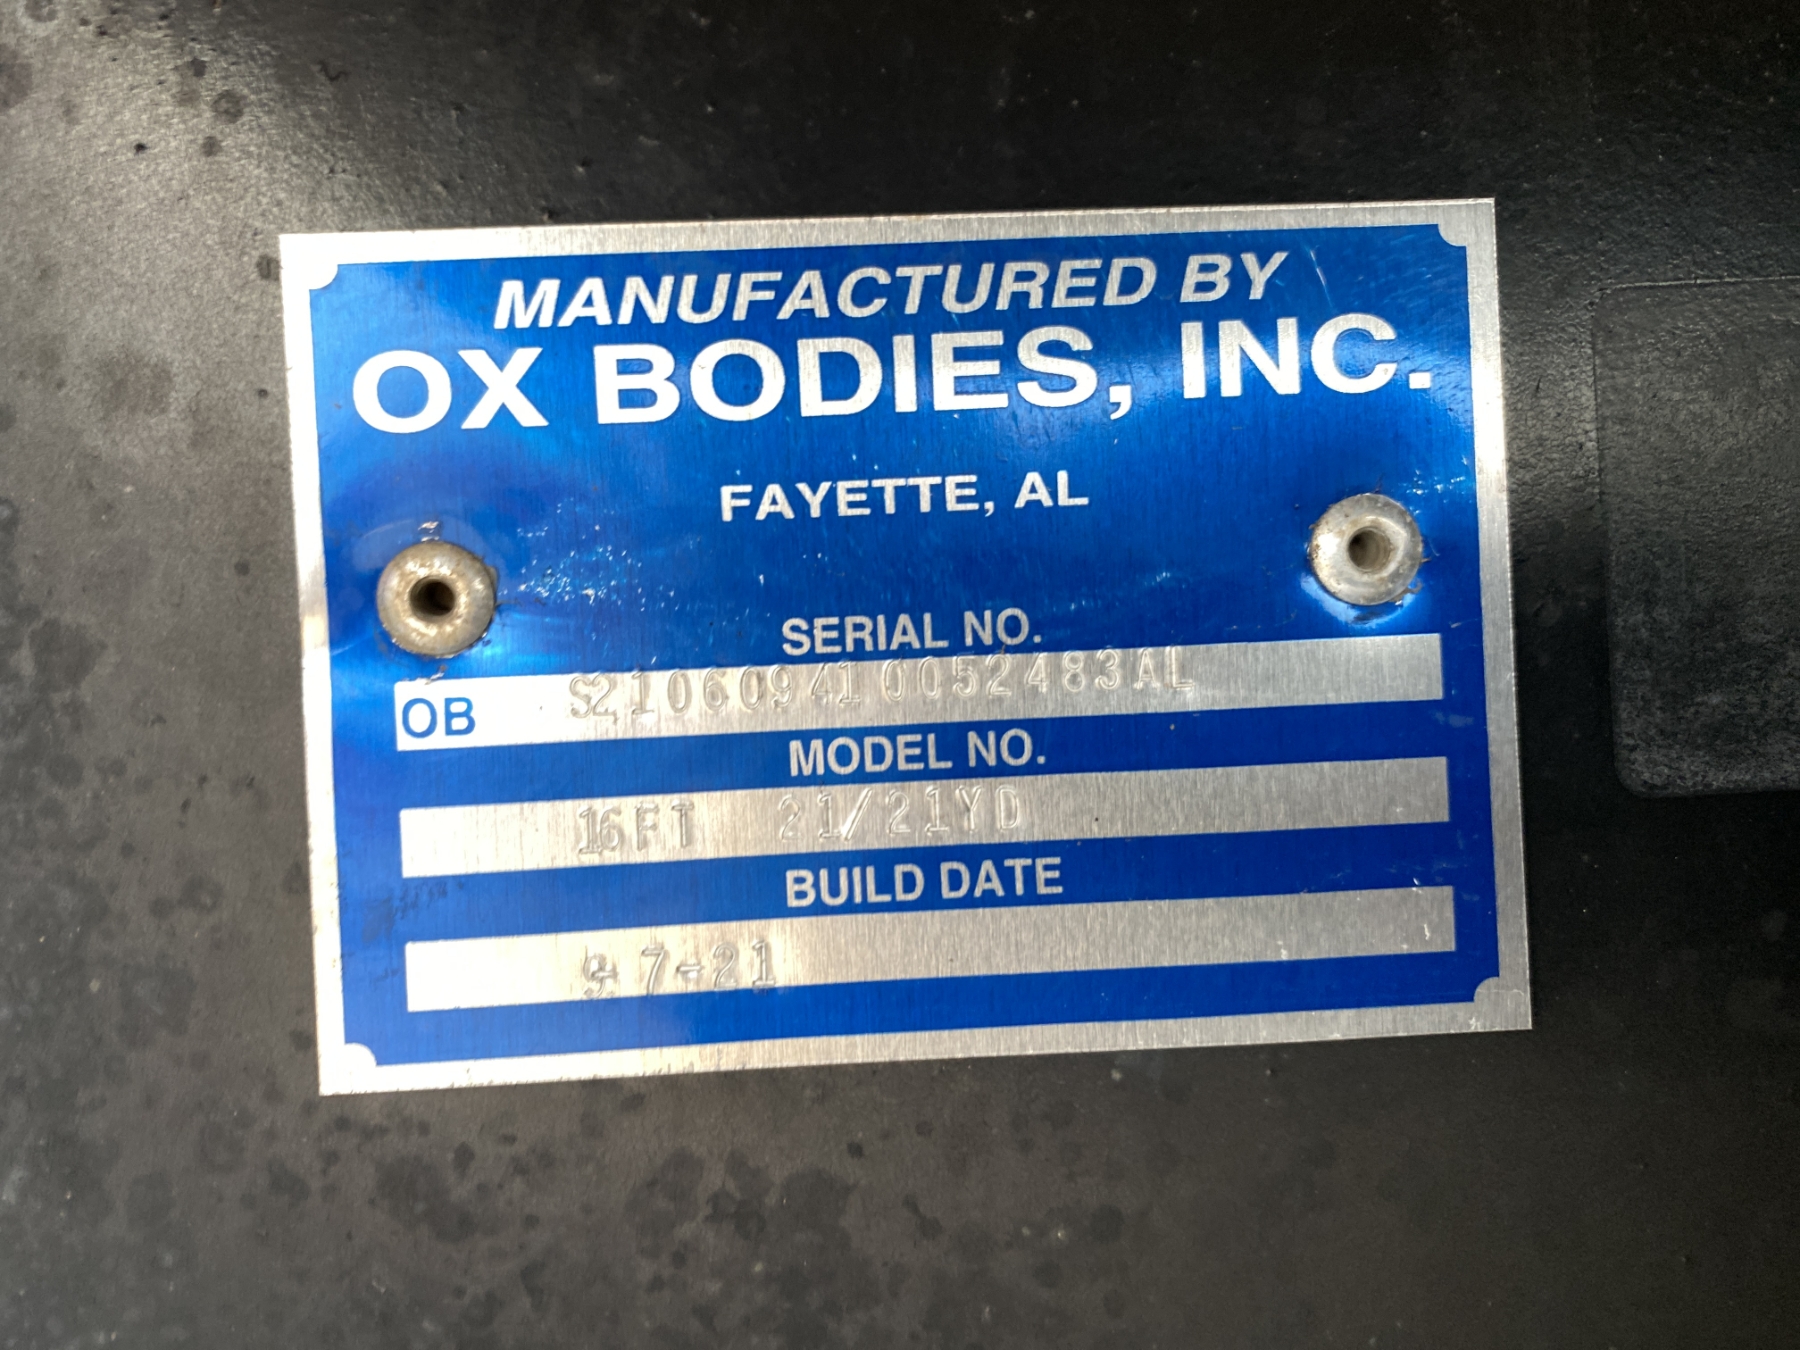 MANUFACTURED BY
OX BODIES, INC.
FAYETTE, AL
SERIAL NO.
OB S210609410052483AL
MODEL NO.
16FT 21/21YD
BUILD DATE
9-7-21